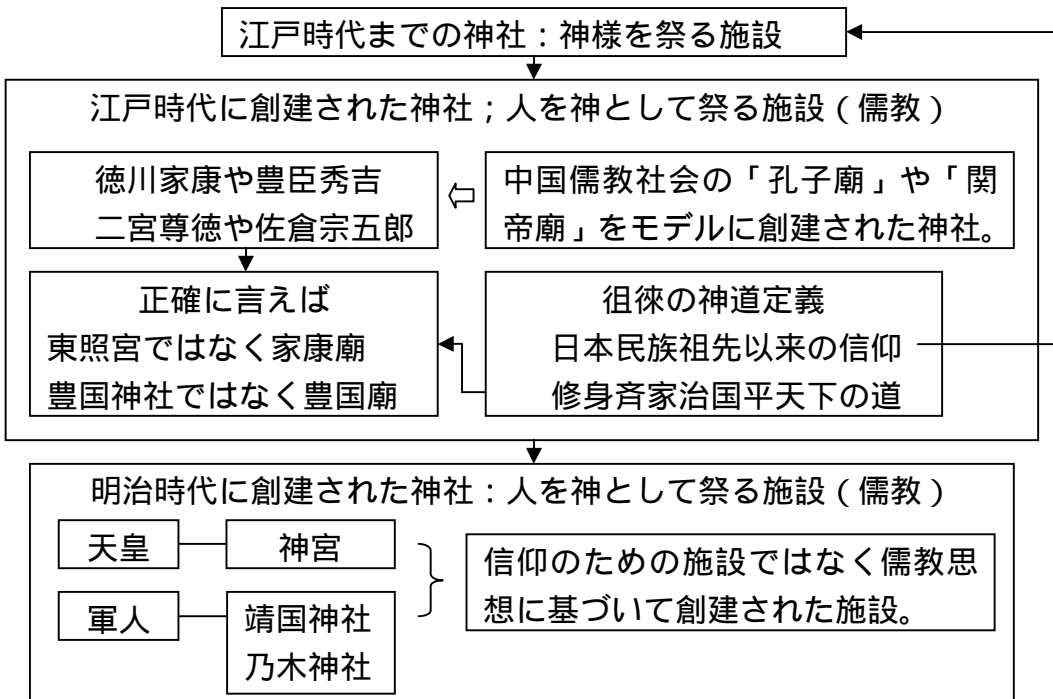 江戸時代までの神社：神様を祭る施設
江戸時代に創建された神社；人を神として祭る施設（儒教）
徳川家康や豊臣秀吉
二宮尊徳や佐倉宗五郎
中国儒教社会の「孔子廟」や「関
帝廟」をモデルに創建された神社。
正確に言えば
東照宮ではなく家康廟
豊国神社ではなく豊国廟
徂徠の神道定義
日本民族祖先以来の信仰
修身斉家治国平天下の道
明治時代に創建された神社：人を神として祭る施設（儒教）
天皇
神宮
軍人
靖国神社
乃木神社
信仰のための施設ではなく儒教思
想に基づいて創建された施設。